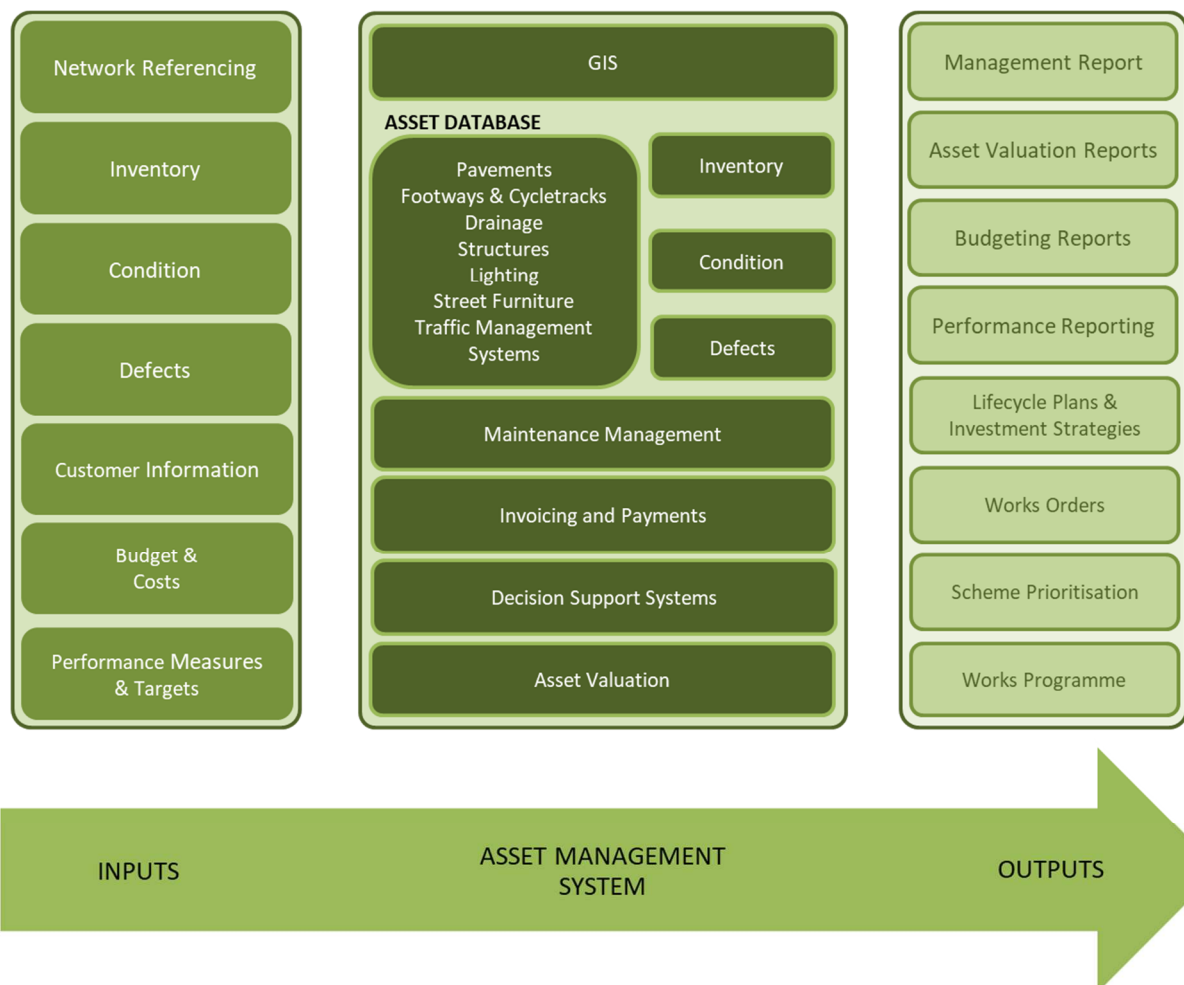 Network Referencing
Inventory
Condition
Defects
Customer Information
Budget &
Costs
Performance Measures
& Targets
GIS
ASSET DATABASE
Pavements
Footways & Cycletracks
Drainage
Structures
Lighting
Street Furniture
Traffic Management
Systems
Inventory
Condition
Defects
Maintenance Management
Invoicing and Payments
Decision Support Systems
Asset Valuation
Management Report
Asset Valuation Reports
Budgeting Reports
Performance Reporting
Lifecycle Plans &
Investment Strategies
Works Orders
Scheme Prioritisation
Works Programme
INPUTS
ASSET MANAGEMENT
SYSTEM
OUTPUTS